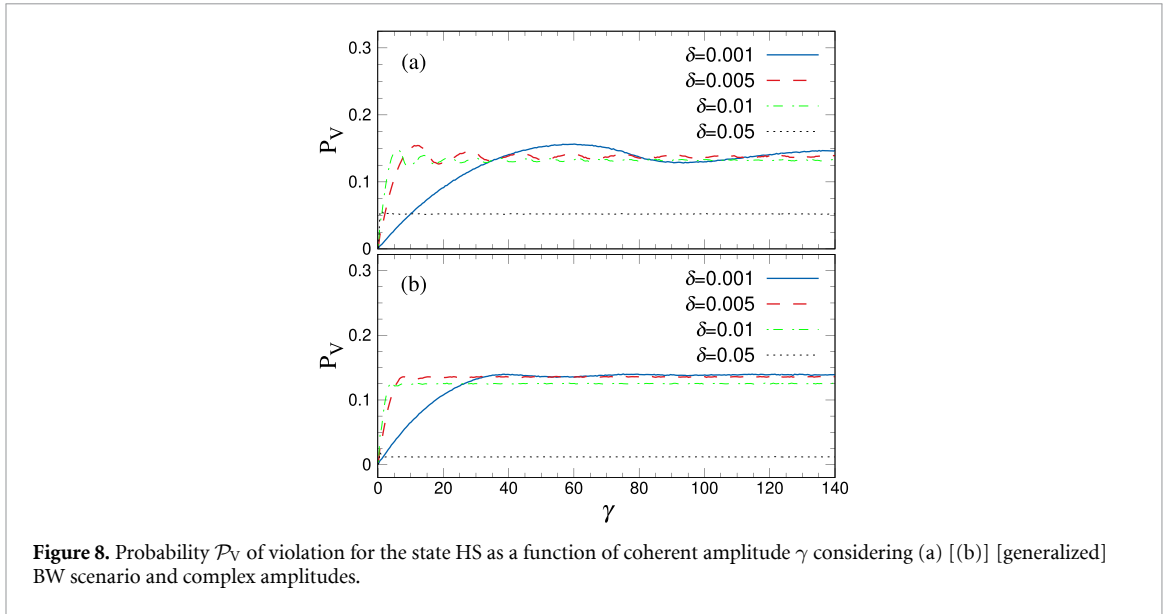 (a)
δ=0.001
δ=0.005
δ=0.01
δ=0.05
0.3
0.2
0.1
0
P_V
(b)
δ=0.001
δ=0.005
δ=0.01
δ=0.05
0.3
0.2
0.1
0
P_V
0 20 40 60 80 100 120 140
γ
Figure 8. Probability 𝒫_V of violation for the state HS as a function of coherent amplitude γ considering (a) [(b)] [generalized]
BW scenario and complex amplitudes.